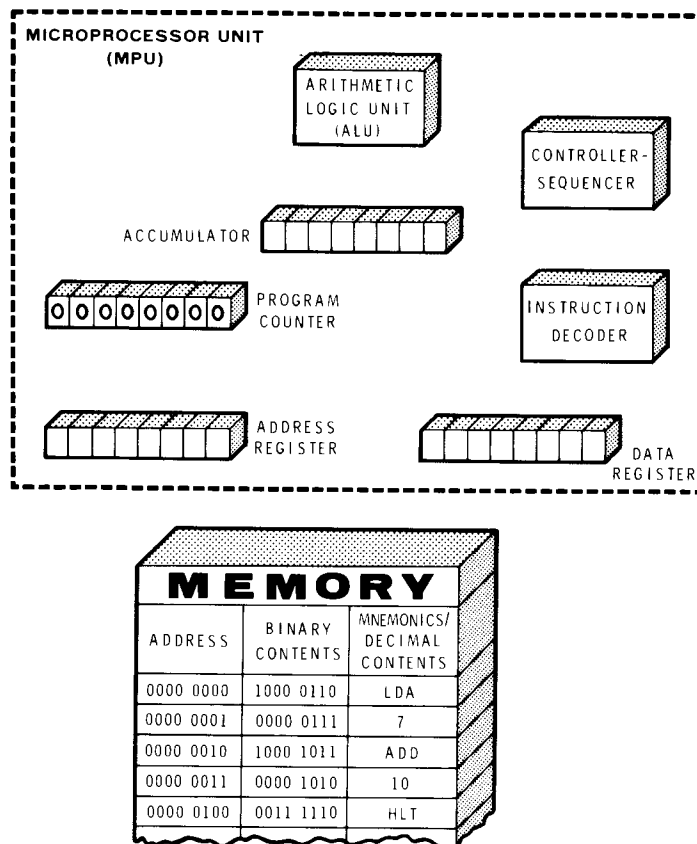 MICROPROCESSOR UNIT
(MPU)
ARITHMETIC
LOGIC UNIT
(ALU)
CONTROLLER-
SEQUENCER
ACCUMULATOR
0 0 0 0 0 0 0 0
PROGRAM
COUNTER
INSTRUCTION
DECODER
ADDRESS
REGISTER
DATA
REGISTER
MEMORY
ADDRESS
BINARY
CONTENTS
MNEMONICS/
DECIMAL
CONTENTS
0000 0000 1000 0110 LDA
0000 0001 0000 0111 7
0000 0010 1000 1011 ADD
0000 0011 0000 1010 10
0000 0100 0011 1110 HLT